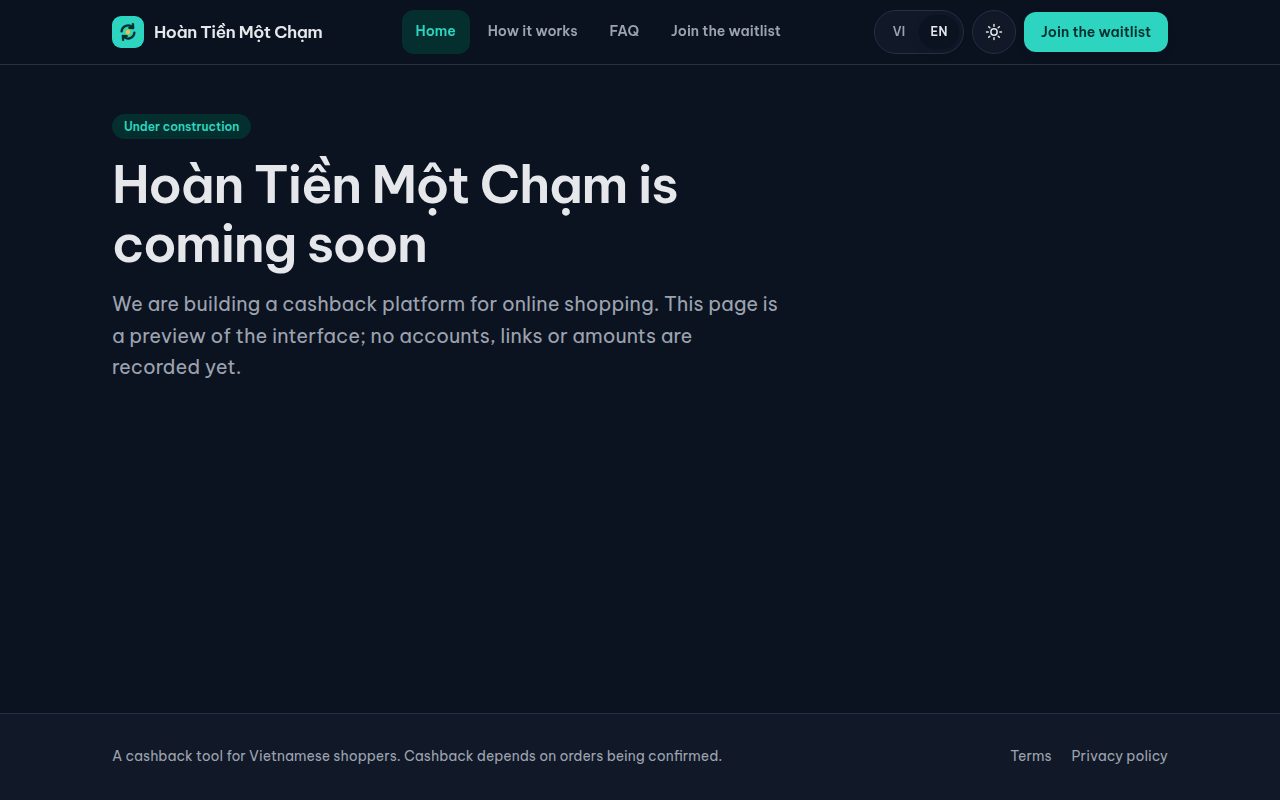 Hoàn Tiền Một Chạm
Home
How it works
FAQ
Join the waitlist
VI
EN
Join the waitlist
Under construction
Hoàn Tiền Một Chạm is
coming soon
We are building a cashback platform for online shopping. This page is
a preview of the interface; no accounts, links or amounts are
recorded yet.
A cashback tool for Vietnamese shoppers. Cashback depends on orders being confirmed.
Terms
Privacy policy